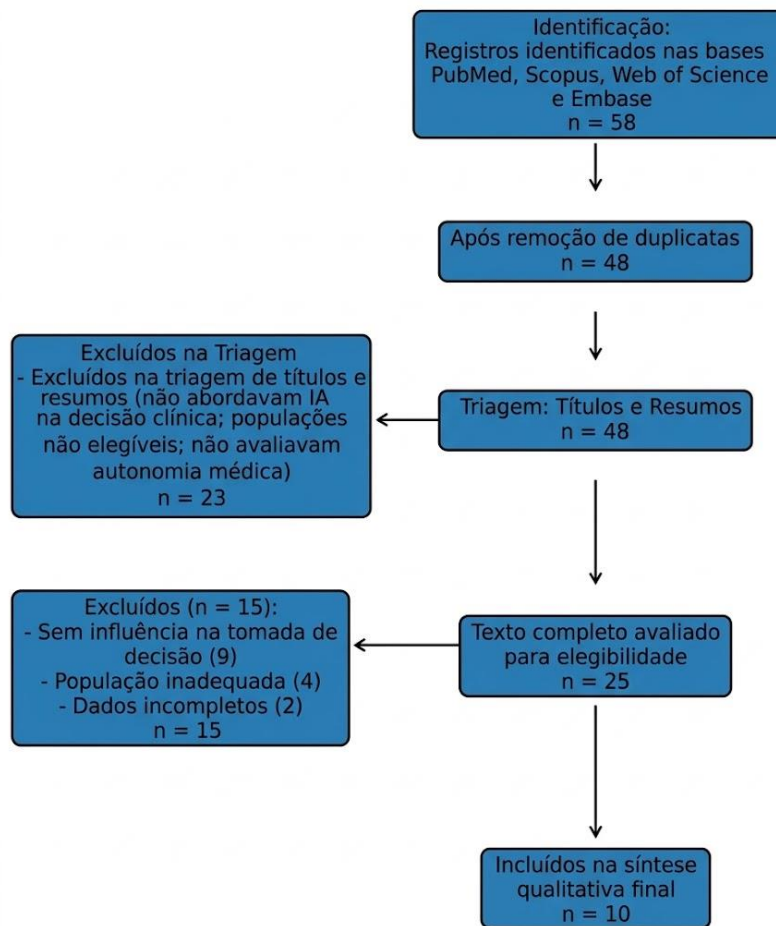 Identificação:
Registros identificados nas bases
PubMed, Scopus, Web of Science
e Embase
n = 58
Após remoção de duplicatas
n = 48
Excluídos na Triagem
- Excluídos na triagem de títulos e
resumos (não abordavam IA
na decisão clínica; populações
não elegíveis; não avaliavam
autonomia médica)
n = 23
Triagem: Títulos e Resumos
n = 48
Excluídos (n = 15):
- Sem influência na tomada de
decisão (9)
- População inadequada (4)
- Dados incompletos (2)
n = 15
Texto completo avaliado
para elegibilidade
n = 25
Incluídos na síntese
qualitativa final
n = 10